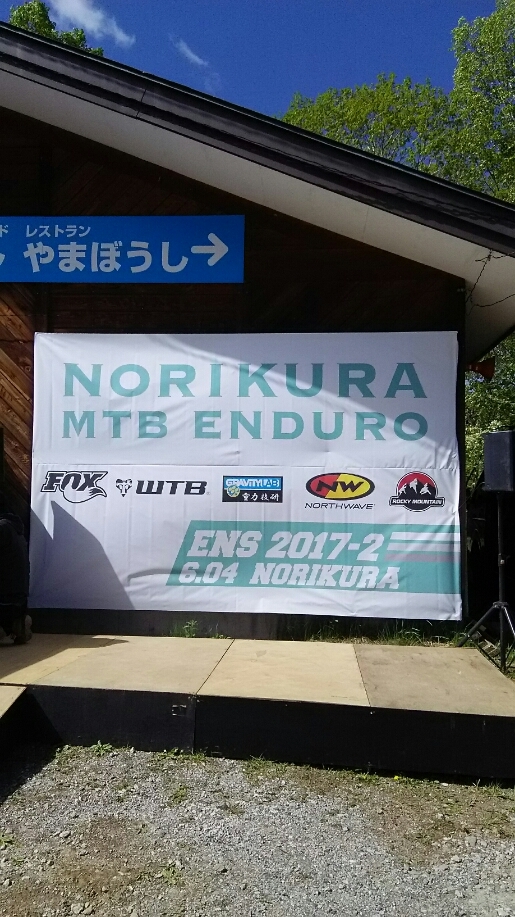 ド レストラン
やまぼうし→
NORIKURA
MTB ENDURO
FOX
WTB
GRAVITYLAB
重力技研
NW
NORTHWAVE
ROCKY MOUNTAIN
ENS 2017-2
6.04 NORIKURA